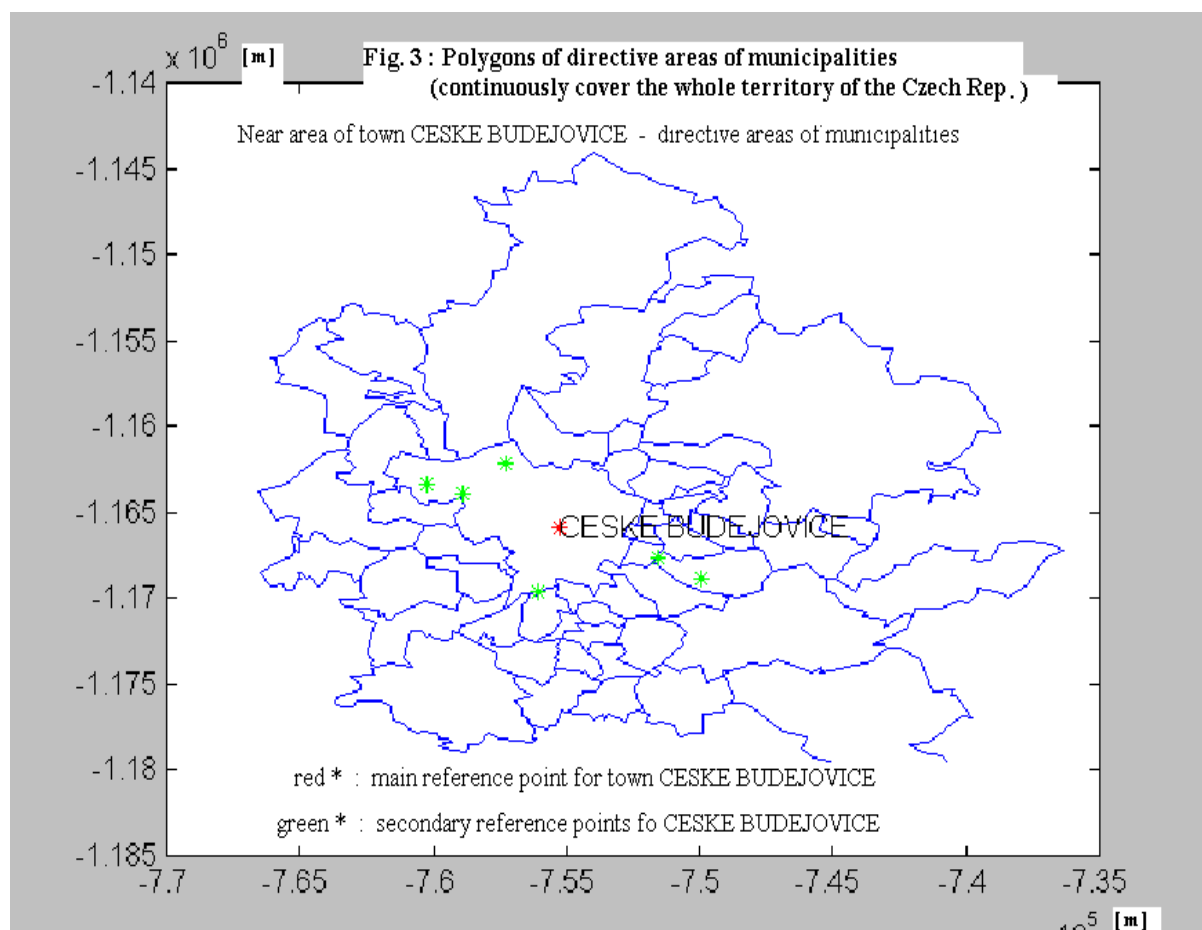 x 10^6 [m] Fig. 3 : Polygons of directive areas of municipalities
(continuously cover the whole territory of the Czech Rep. )
-1.14
Near area of town CESKE BUDEJOVICE - directive areas of municipalities
-1.145
-1.15
-1.155
-1.16
-1.165
CESKE BUDEJOVICE
-1.17
-1.175
-1.18
red * : main reference point for town CESKE BUDEJOVICE
green * : secondary reference points fo CESKE BUDEJOVICE
-1.185
-7.7 -7.65 -7.6 -7.55 -7.5 -7.45 -7.4 -7.35
[m]